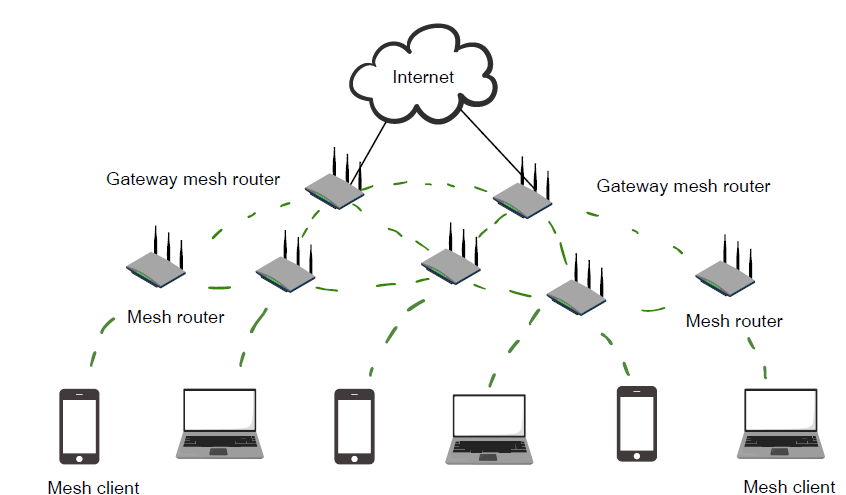 Internet
Gateway mesh router
Gateway mesh router
Mesh router
Mesh router
Mesh client
Mesh client